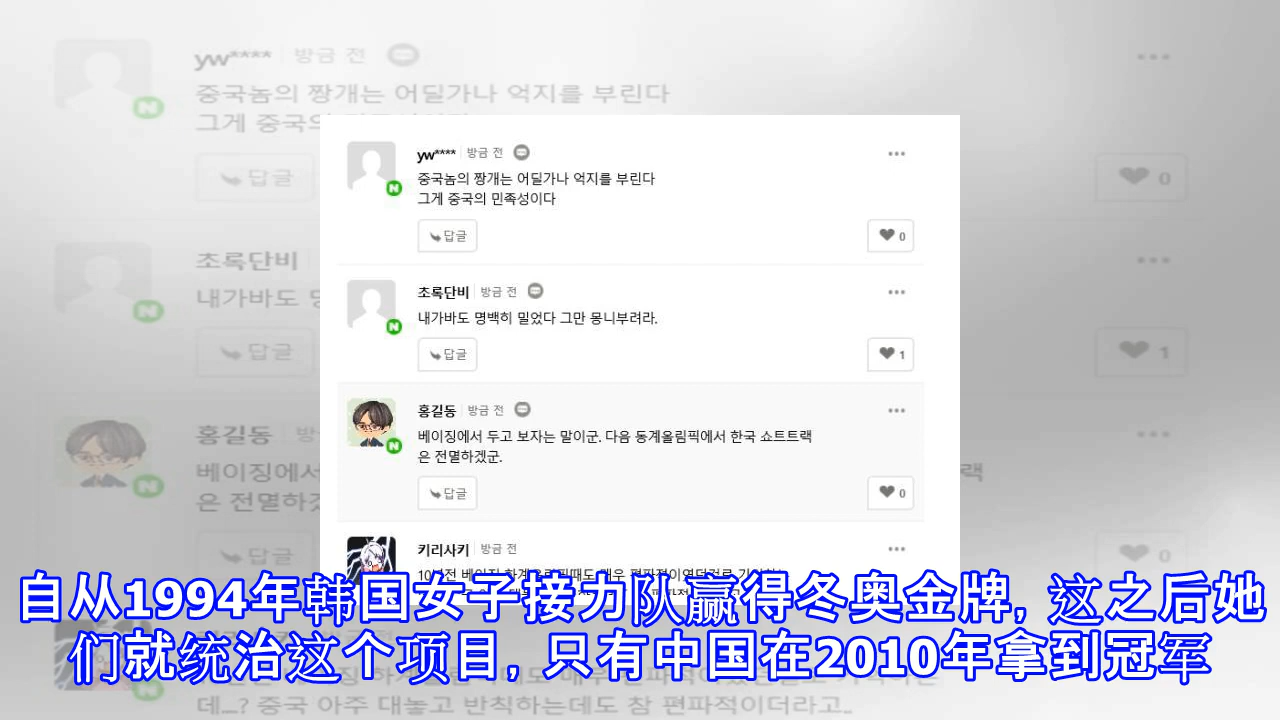 yw**** 방금 전
중국놈의 짱개는 어딜가나 억지를 부린다
그게 중국의 민족성이다
답글
0
초록단비 방금 전
내가바도 명백히 밀었다 그만 몽니부려라.
답글
1
홍길동 방금 전
베이징에서 두고 보자는 말이군. 다음 동계올림픽에서 한국 쇼트트랙
은 전멸하겠군.
답글
0
키리사키 방금 전
自从1994年韩国女子接力队赢得冬奥金牌, 这之后她
们就统治这个项目, 只有中国在2010年拿到冠军
데...? 중국 아주 대놓고 반칙하는데도 참 편파적이더라고..